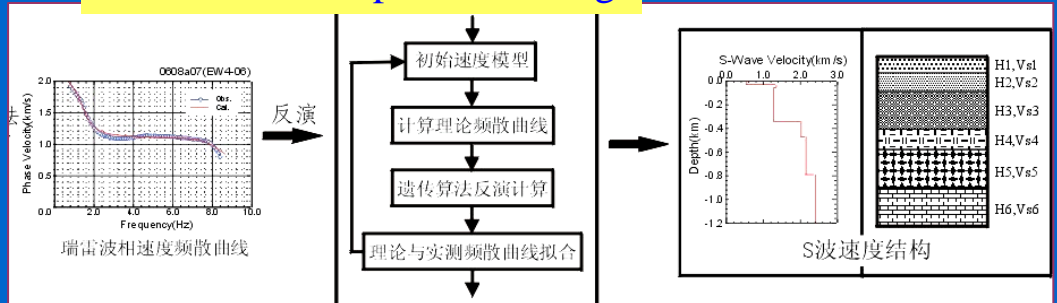 0608a07(EW4-06)
Obs.
Cal.
Phase Velocity(km/s)
2.0
1.5
1.0
0.5
0.0
0.0 2.0 4.0 6.0 8.0 10.0
Frequency(Hz)
瑞雷波相速度频散曲线
反演
初始速度模型
计算理论频散曲线
遗传算法反演计算
理论与实测频散曲线拟合
S-Wave Velocity(km/s)
0.0 1.0 2.0 3.0
Depth(km)
0.0
-0.2
-0.4
-0.6
-0.8
-1.0
-1.2
H1,Vs1
H2,Vs2
H3,Vs3
H4,Vs4
H5,Vs5
H6,Vs6
S波速度结构